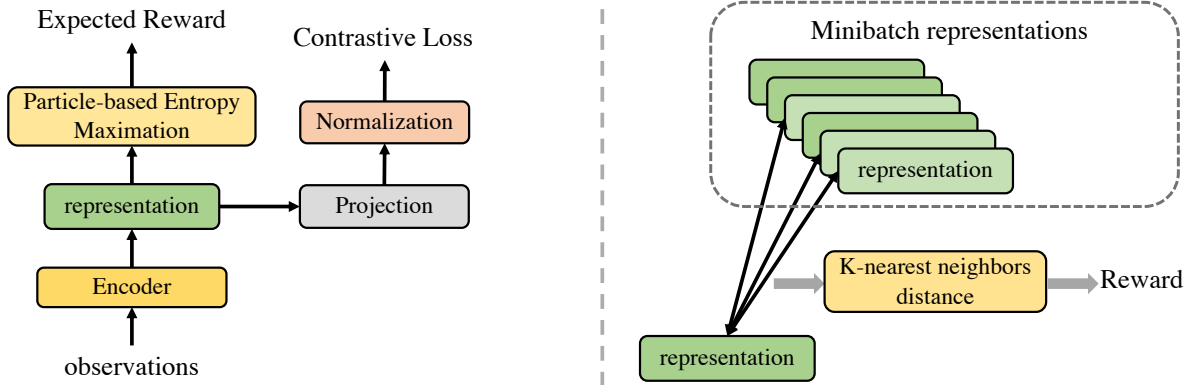 Expected Reward
Contrastive Loss
Particle-based Entropy
Maximation
Normalization
representation
Projection
Encoder
observations
Minibatch representations
representation
K-nearest neighbors
distance
Reward
representation